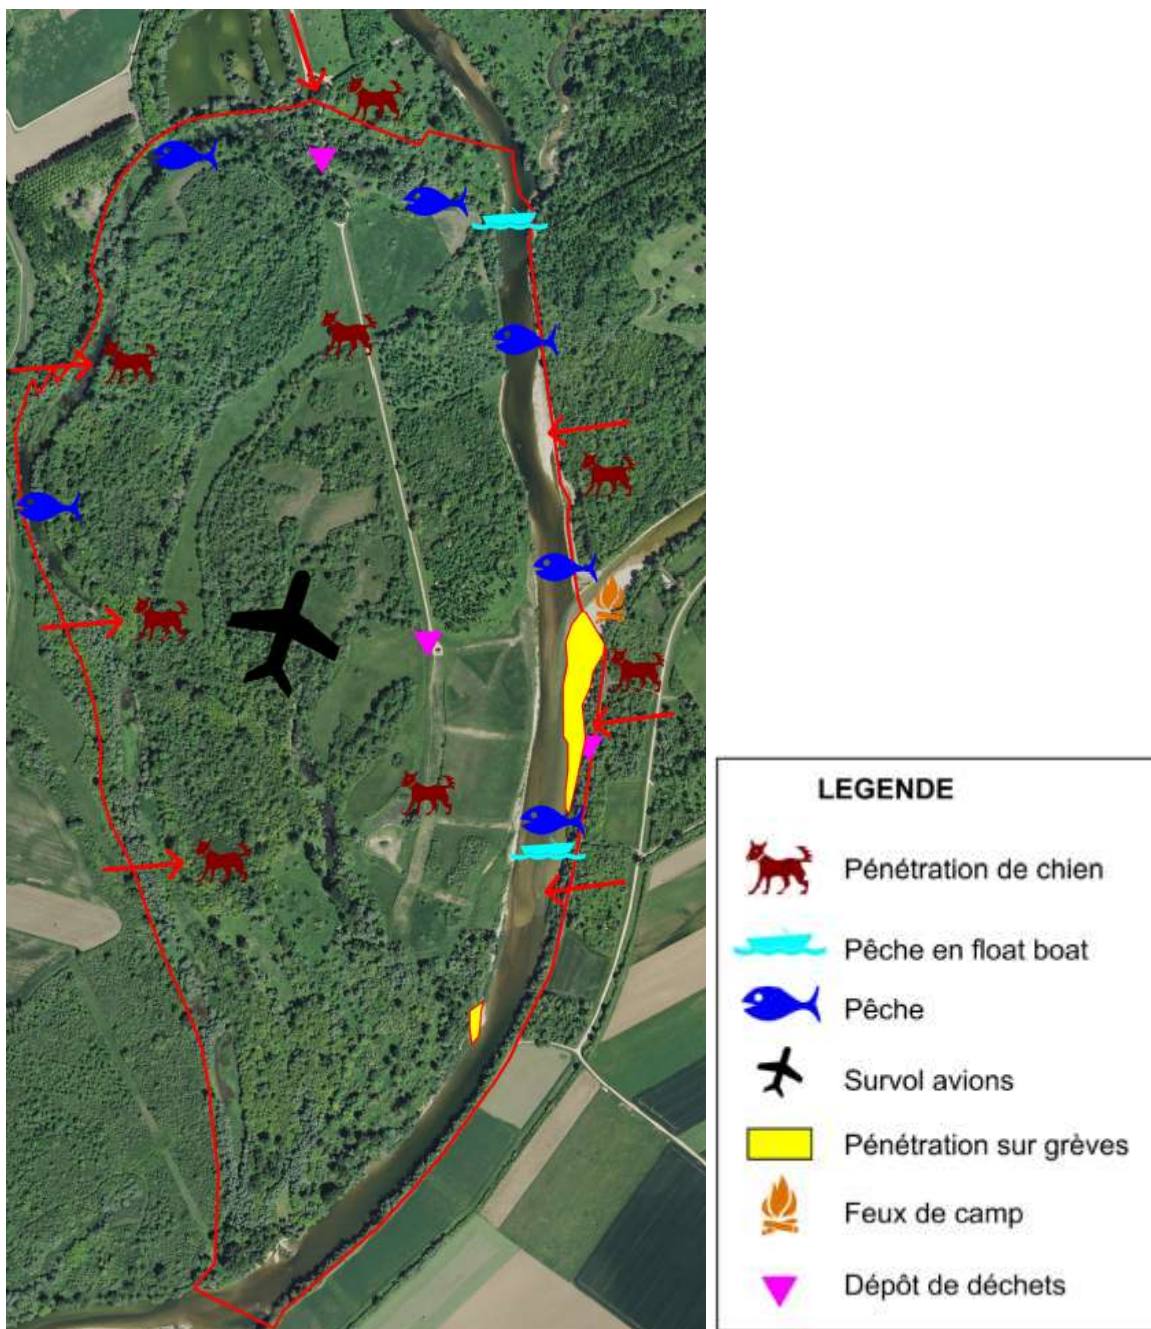 LEGENDE
Pénétration de chien
Pêche en float boat
Pêche
Survol avions
Pénétration sur grèves
Feux de camp
Dépôt de déchets